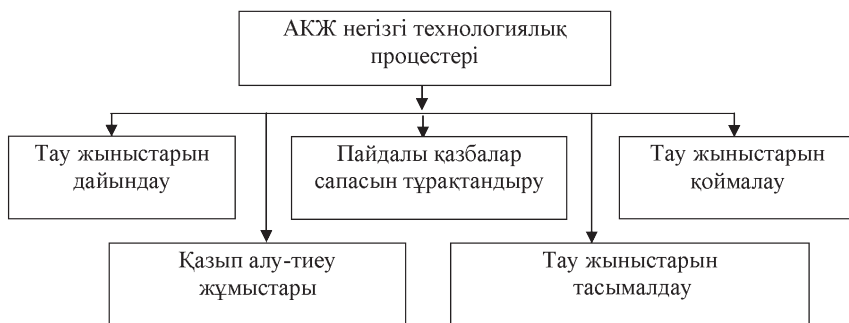 АКЖ негізгі технологиялық
процестері
Тау жыныстарын
дайындау
Пайдалы қазбалар
сапасын тұрақтандыру
Тау жыныстарын
қоймалау
Қазып алу-тиеу
жұмыстары
Тау жыныстарын
тасымалдау